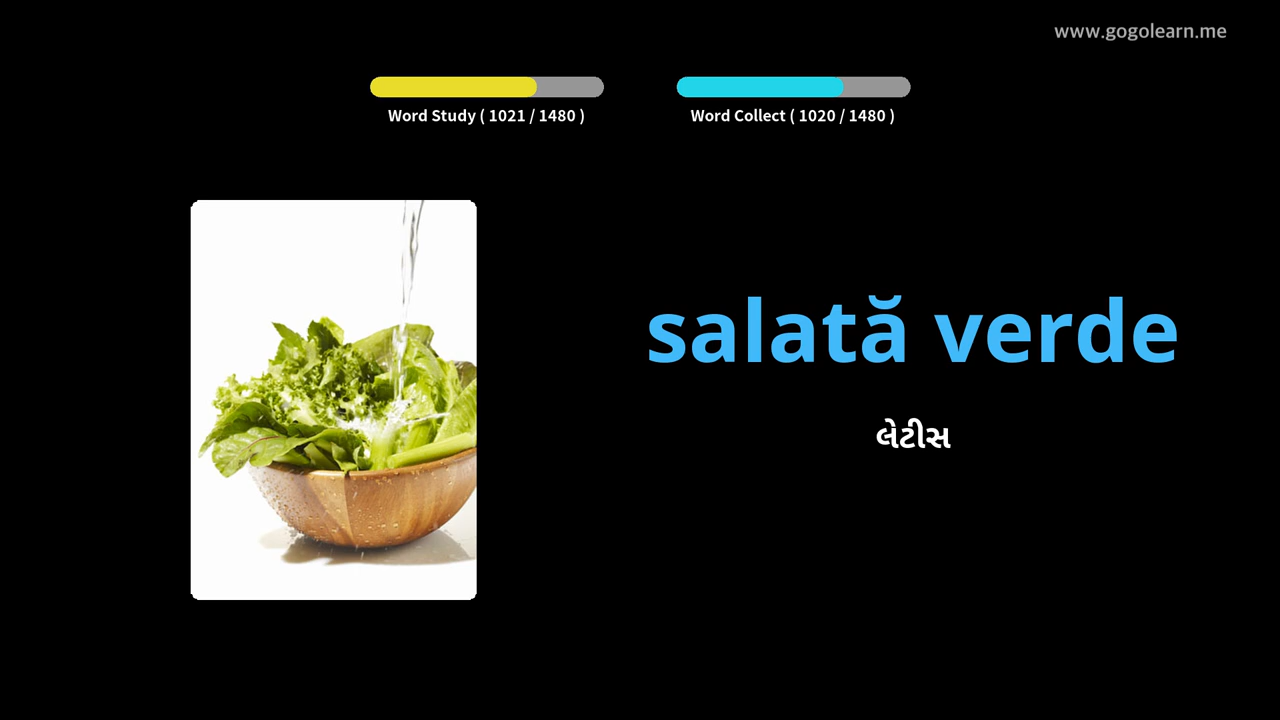 www.gogolearn.me
Word Study ( 1021 / 1480 )
Word Collect ( 1020 / 1480 )
salată verde
લેટીસ